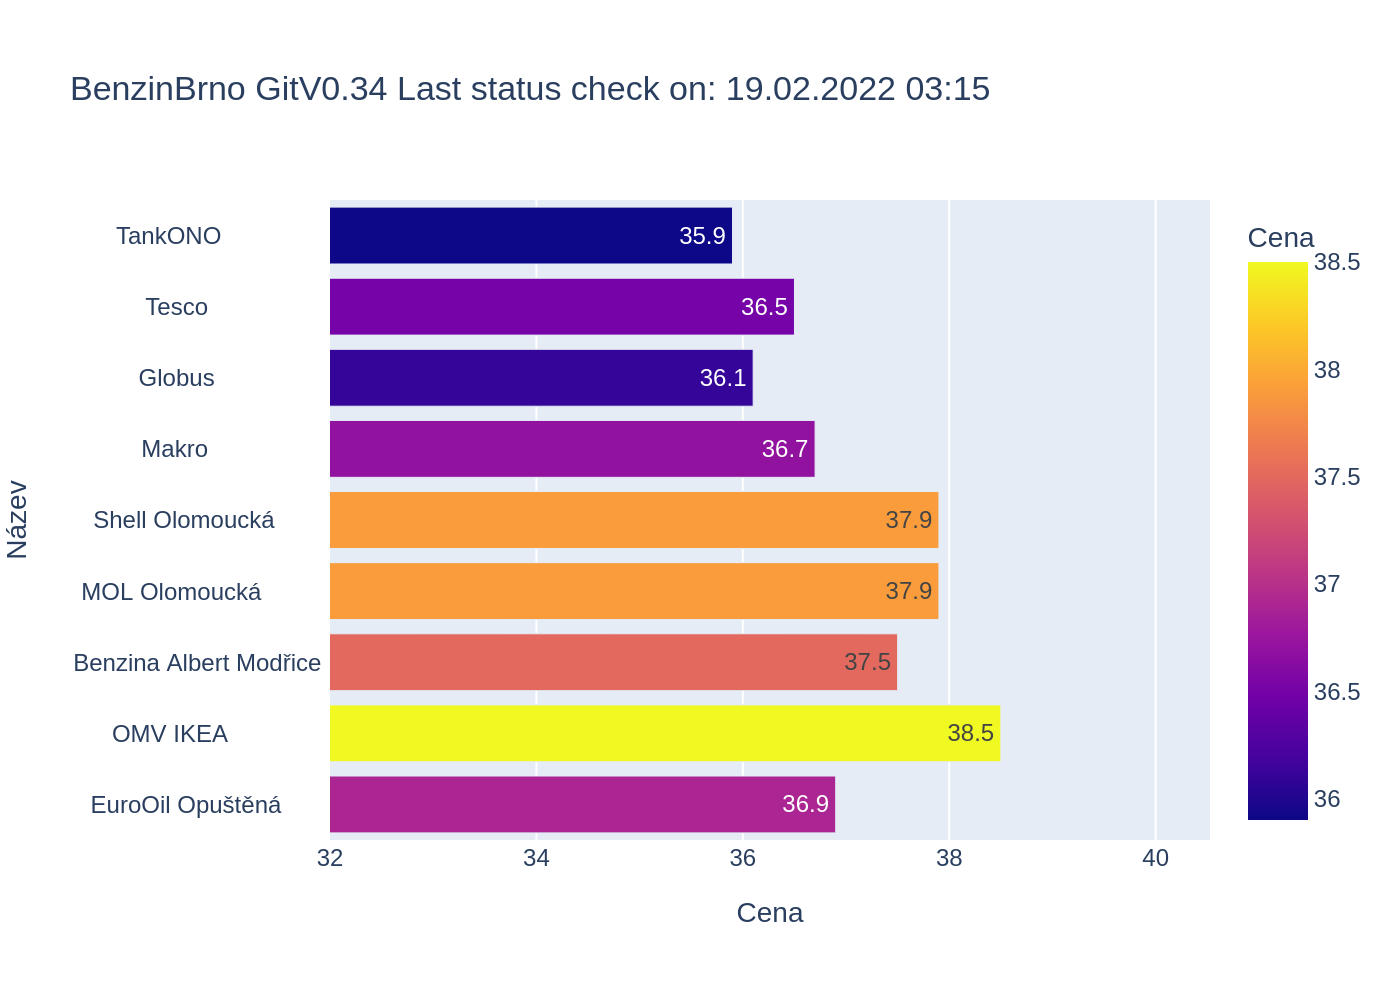 BenzinBrno GitV0.34 Last status check on: 19.02.2022 03:15
Název
TankONO
35.9
Tesco
36.5
Globus
36.1
Makro
36.7
Shell Olomoucká
37.9
MOL Olomoucká
37.9
Benzina Albert Modřice
37.5
OMV IKEA
38.5
EuroOil Opuštěná
36.9
32 34 36 38 40
Cena
Cena
38.5
38
37.5
37
36.5
36